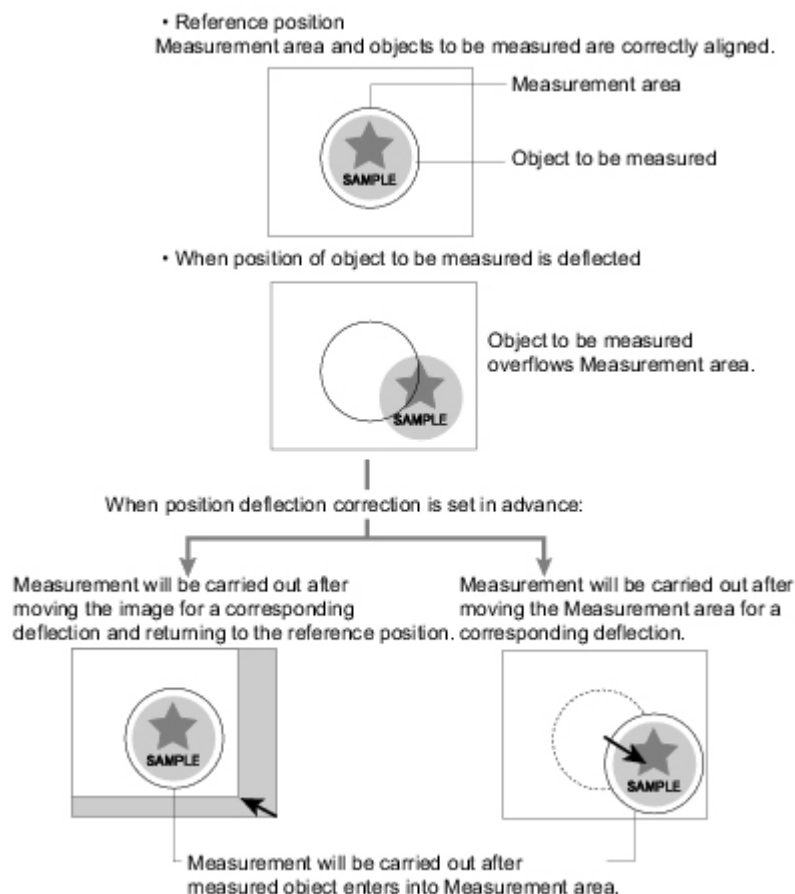 • Reference position
Measurement area and objects to be measured are correctly aligned.
Measurement area
Object to be measured
SAMPLE
• When position of object to be measured is deflected
Object to be measured
overflows Measurement area.
SAMPLE
When position deflection correction is set in advance:
Measurement will be carried out after
moving the image for a corresponding
deflection and returning to the reference position.
Measurement will be carried out after
moving the Measurement area for a
corresponding deflection.
SAMPLE
SAMPLE
Measurement will be carried out after
measured object enters into Measurement area.